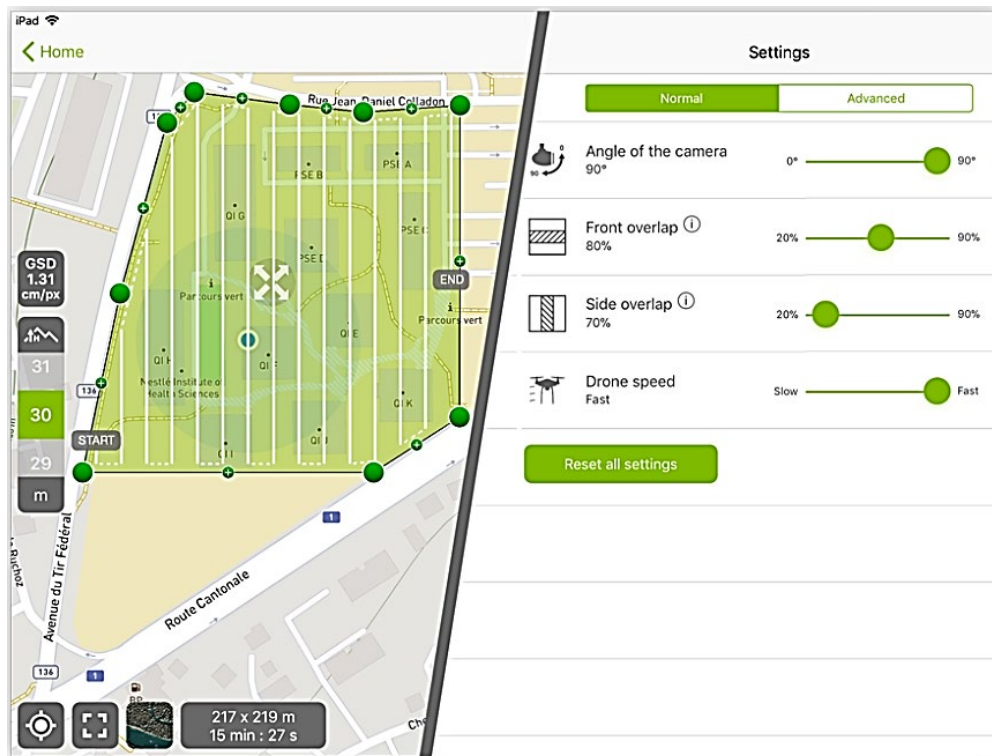 iPad
Home
Settings
Normal
Advanced
Angle of the camera
90°
0°
90°
0
90
Front overlap
80%
20%
90%
Side overlap
70%
20%
90%
Drone speed
Fast
Slow
Fast
Reset all settings
Rue Jean-Daniel Colladon
PSE A
PSE B
QI G
PSE C
PSE D
END
Parcours vert
Parcours vert
QI E
QI H
QI F
Nestlé Institute of
Health Sciences
QI K
QI I
QI J
START
136
GSD
1.31
cm/px
H
31
30
29
m
1
Avenue du Tir Fédéral
Route Cantonale
136
1
BP
217 x 219 m
15 min : 27 s